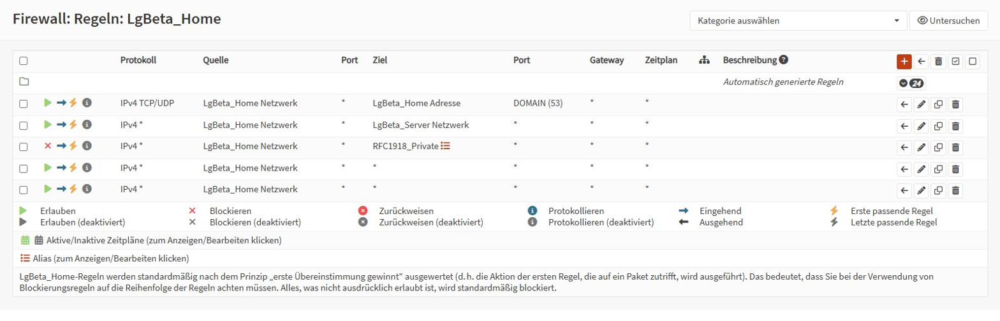 Firewall: Regeln: LgBeta_Home
Kategorie auswählen
Untersuchen
Protokoll Quelle Port Ziel Port Gateway Zeitplan Beschreibung
Automatisch generierte Regeln 24
IPv4 TCP/UDP LgBeta_Home Netzwerk * LgBeta_Home Adresse DOMAIN (53) * *
IPv4 * LgBeta_Home Netzwerk * LgBeta_Server Netzwerk * * *
IPv4 * LgBeta_Home Netzwerk * RFC1918_Private * * *
IPv4 * LgBeta_Home Netzwerk * * * * *
IPv4 * LgBeta_Home Netzwerk * * * * *
Erlauben Blockieren Zurückweisen Protokollieren Eingehend Erste passende Regel
Erlauben (deaktiviert) Blockieren (deaktiviert) Zurückweisen (deaktiviert) Protokollieren (deaktiviert) Ausgehend Letzte passende Regel
Aktive/Inaktive Zeitpläne (zum Anzeigen/Bearbeiten klicken)
Alias (zum Anzeigen/Bearbeiten klicken)
LgBeta_Home-Regeln werden standardmäßig nach dem Prinzip „erste Übereinstimmung gewinnt“ ausgewertet (d. h. die Aktion der ersten Regel, die auf ein Paket zutrifft, wird ausgeführt). Das bedeutet, dass Sie bei der Verwendung von
Blockierungsregeln auf die Reihenfolge der Regeln achten müssen. Alles, was nicht ausdrücklich erlaubt ist, wird standardmäßig blockiert.